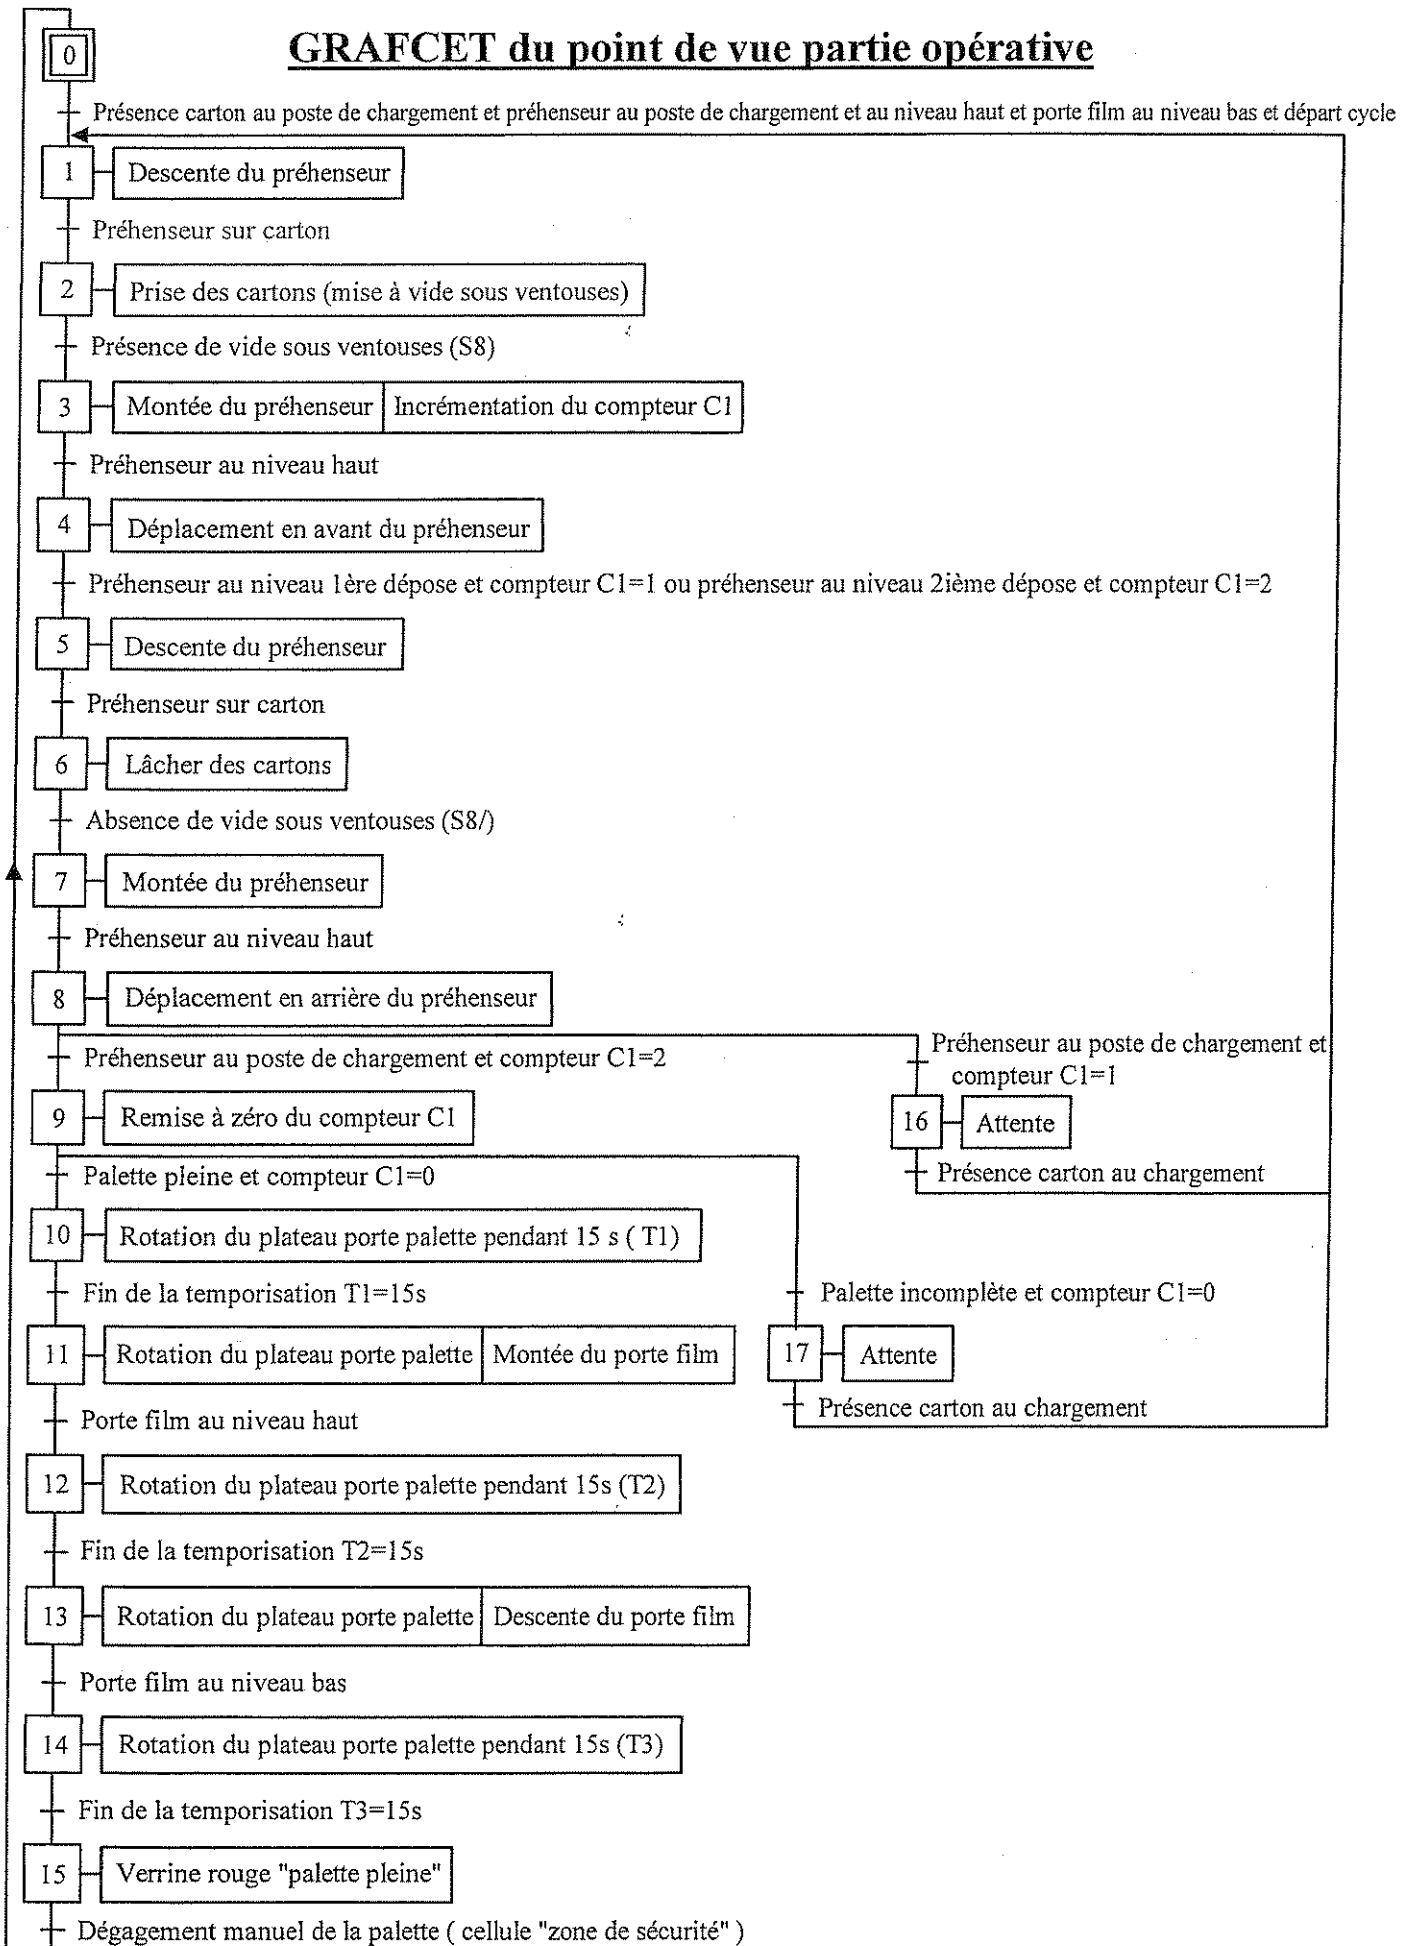 GRAFCET du point de vue partie opérative
0
Présence carton au poste de chargement et préhenseur au poste de chargement et au niveau haut et porte film au niveau bas et départ cycle
1 Descente du préhenseur
Préhenseur sur carton
2 Prise des cartons (mise à vide sous ventouses)
Présence de vide sous ventouses (S8)
3 Montée du préhenseur Incrémentation du compteur C1
Préhenseur au niveau haut
4 Déplacement en avant du préhenseur
Préhenseur au niveau 1ère dépose et compteur C1=1 ou préhenseur au niveau 2ième dépose et compteur C1=2
5 Descente du préhenseur
Préhenseur sur carton
6 Lâcher des cartons
Absence de vide sous ventouses (S8/)
7 Montée du préhenseur
Préhenseur au niveau haut
8 Déplacement en arrière du préhenseur
Préhenseur au poste de chargement et compteur C1=2
Préhenseur au poste de chargement et
compteur C1=1
9 Remise à zéro du compteur C1
16 Attente
Palette pleine et compteur C1=0
Présence carton au chargement
10 Rotation du plateau porte palette pendant 15 s ( T1)
Fin de la temporisation T1=15s
Palette incomplète et compteur C1=0
11 Rotation du plateau porte palette Montée du porte film
17 Attente
Porte film au niveau haut
Présence carton au chargement
12 Rotation du plateau porte palette pendant 15s (T2)
Fin de la temporisation T2=15s
13 Rotation du plateau porte palette Descente du porte film
Porte film au niveau bas
14 Rotation du plateau porte palette pendant 15s (T3)
Fin de la temporisation T3=15s
15 Verrine rouge "palette pleine"
Dégagement manuel de la palette ( cellule "zone de sécurité" )